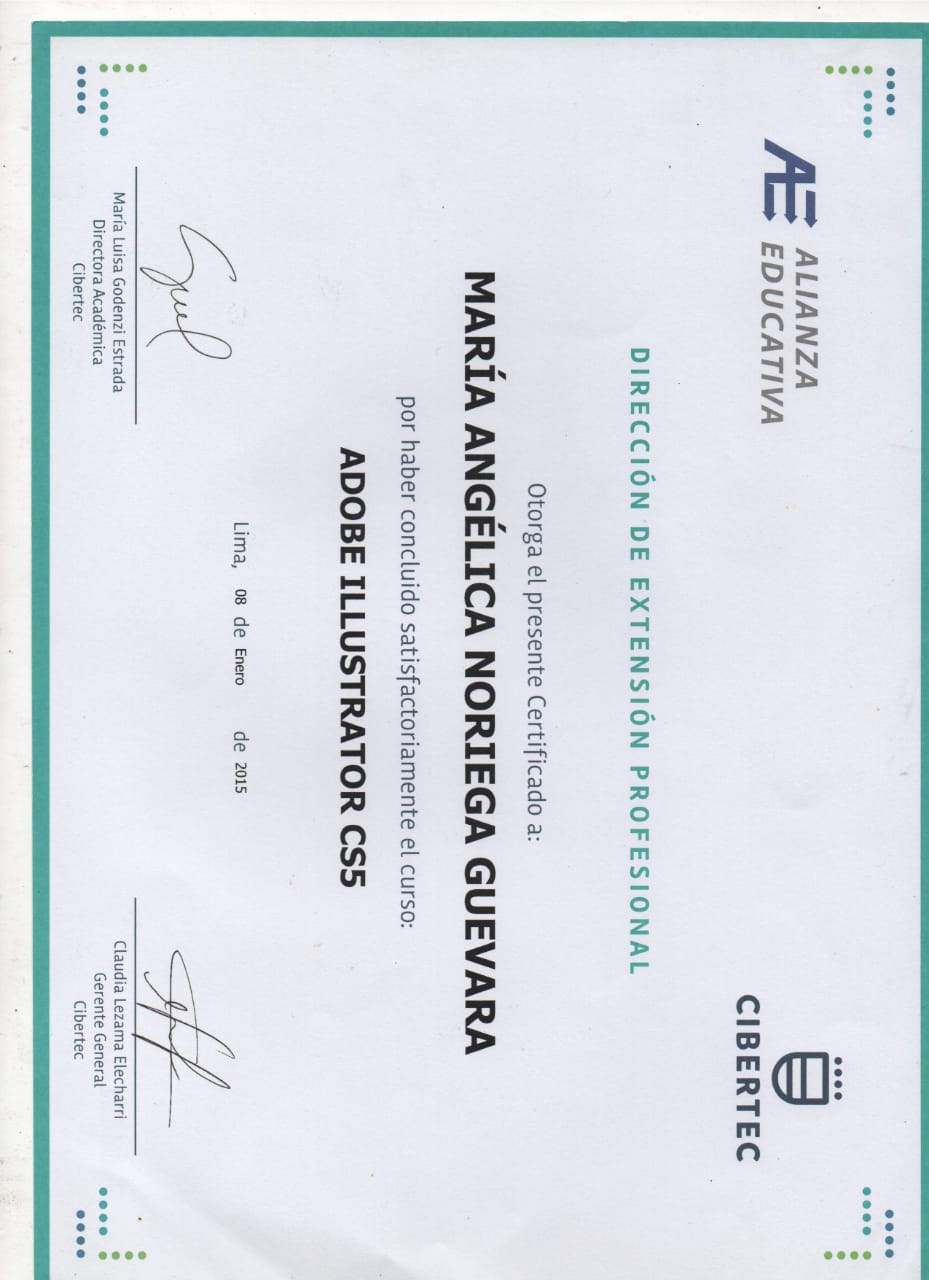 AE ALIANZA
EDUCATIVA
CIBERTEC
DIRECCIÓN DE EXTENSIÓN PROFESIONAL
Otorga el presente Certificado a:
MARÍA ANGÉLICA NORIEGA GUEVARA
por haber concluido satisfactoriamente el curso:
ADOBE ILLUSTRATOR CS5
Lima, 08 de Enero de 2015
María Luisa Godenzi Estrada
Directora Académica
Cibertec
Claudia Lezama Elecharri
Gerente General
Cibertec